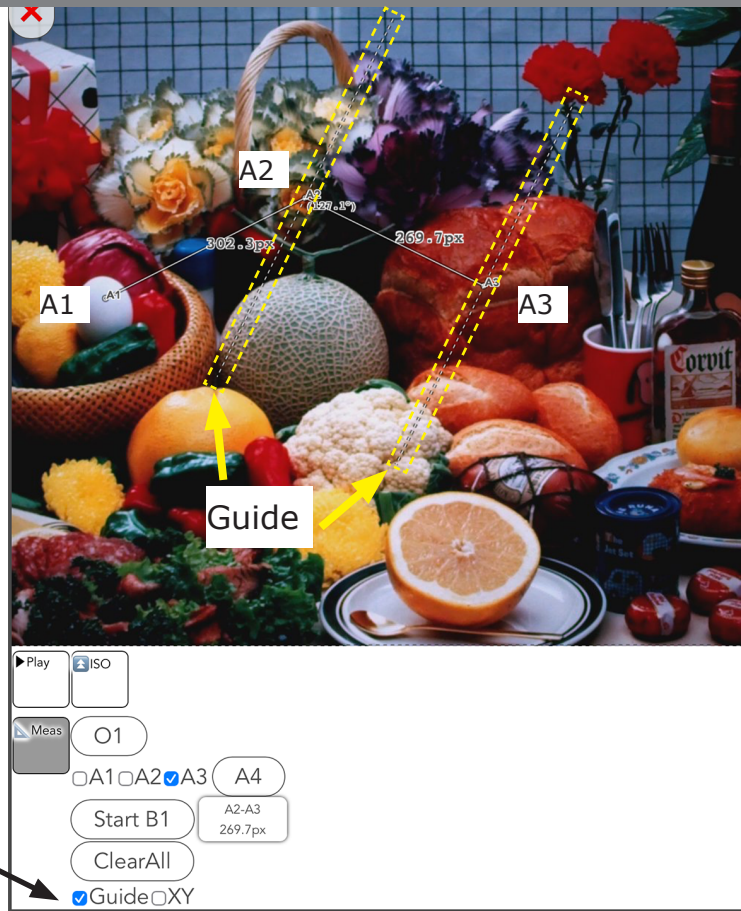 A2
A2
(127.1°)
302.3px
269.7px
A1
A1
A3
A3
Corvit
Guide
Play
ISO
Meas
O1
A1 A2 A3 A4
Start B1
A2-A3
269.7px
ClearAll
Guide XY